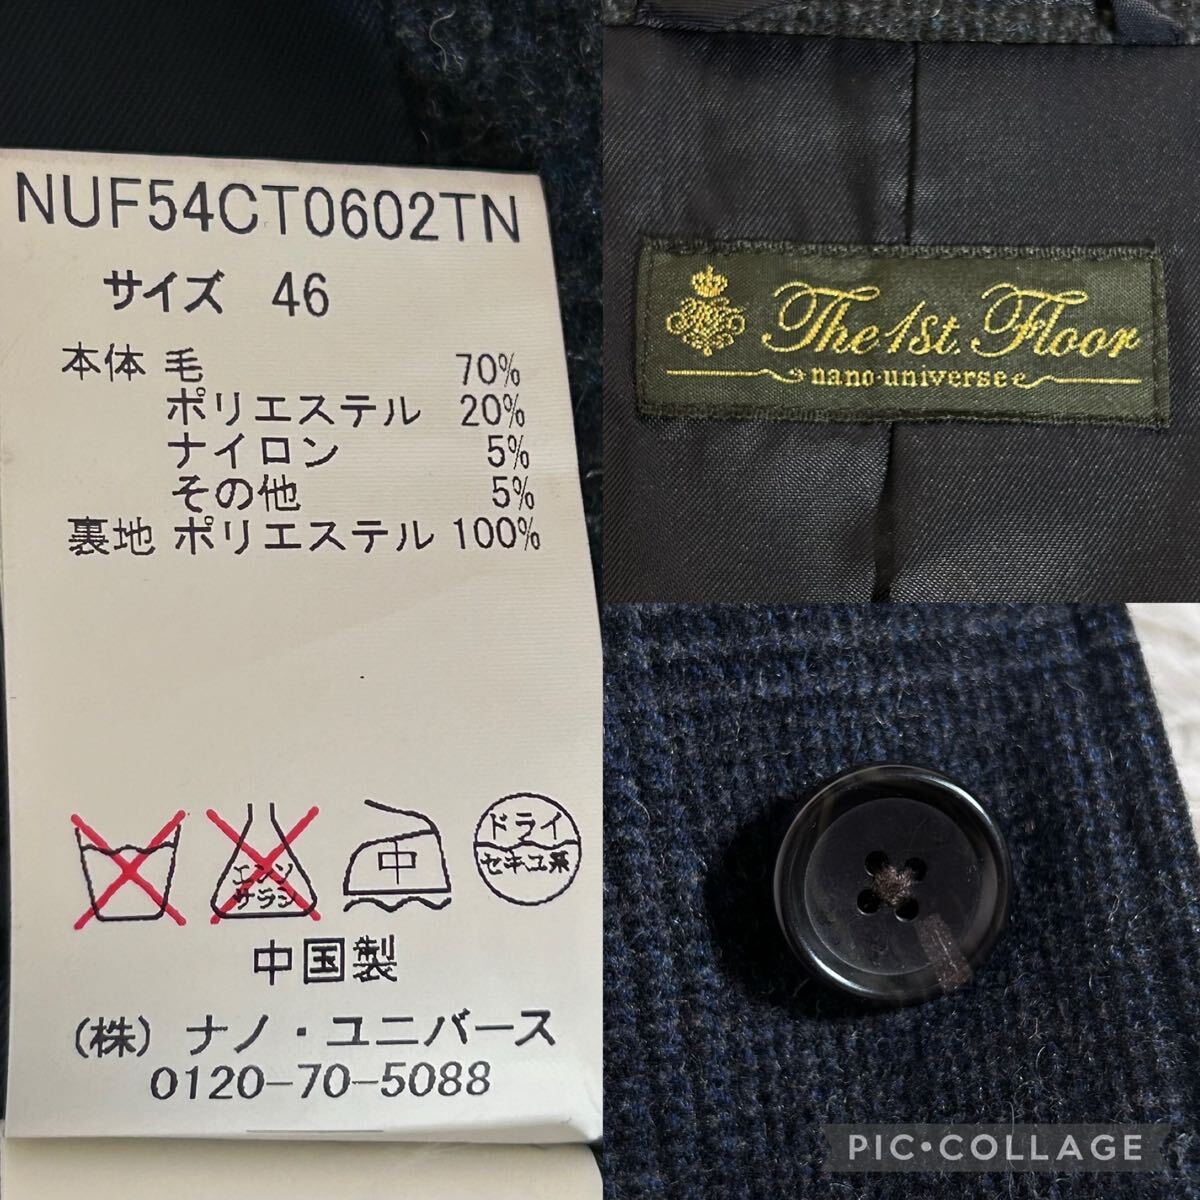 NUF54CT0602TN
サイズ 46
本体 毛 70%
ポリエステル 20%
ナイロン 5%
その他 5%
裏地 ポリエステル 100%
エンソ
サラシ
中
ドライ
セキユ系
中国製
(株) ナノ・ユニバース
0120-70-5088
The 1st. Floor
nano・universe
PIC•COLLAGE